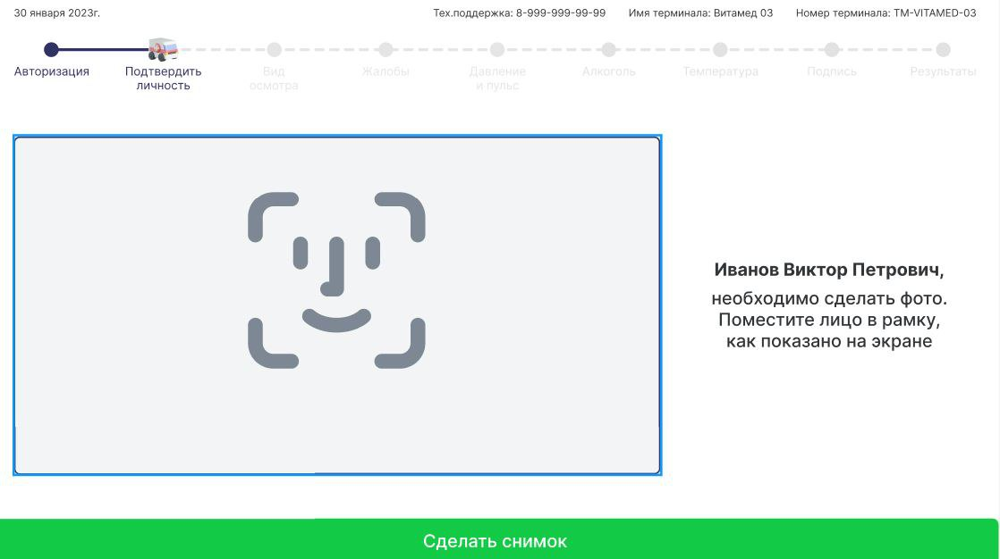 30 января 2023г.
Тех.поддержка: 8-999-999-99-99
Имя терминала: Витамед 03
Номер терминала: TM-VITAMED-03
Авторизация
Подтвердить
личность
Вид
осмотра
Жалобы
Давление
и пульс
Алкоголь
Температура
Подпись
Результаты
Иванов Виктор Петрович,
необходимо сделать фото.
Поместите лицо в рамку,
как показано на экране
Сделать снимок